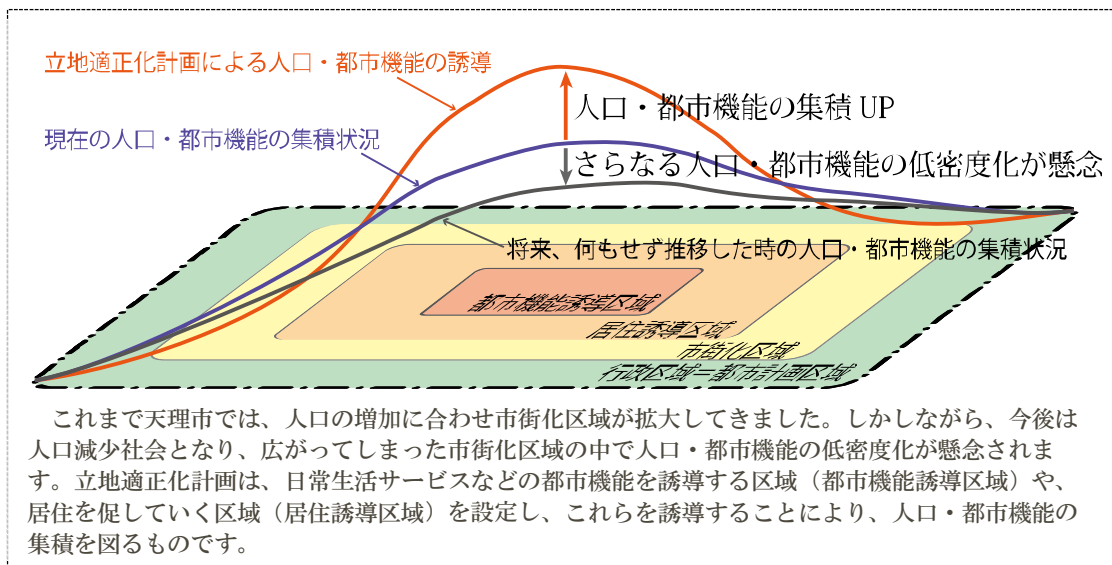 立地適正化計画による人口・都市機能の誘導
人口・都市機能の集積 UP
現在の人口・都市機能の集積状況
さらなる人口・都市機能の低密度化が懸念
将来、何もせず推移した時の人口・都市機能の集積状況
都市機能誘導区域
居住誘導区域
市街化区域
行政区域＝都市計画区域
これまで天理市では、人口の増加に合わせ市街化区域が拡大してきました。しかしながら、今後は
人口減少社会となり、広がってしまった市街化区域の中で人口・都市機能の低密度化が懸念されま
す。立地適正化計画は、日常生活サービスなどの都市機能を誘導する区域（都市機能誘導区域）や、
居住を促していく区域（居住誘導区域）を設定し、これらを誘導することにより、人口・都市機能の
集積を図るものです。